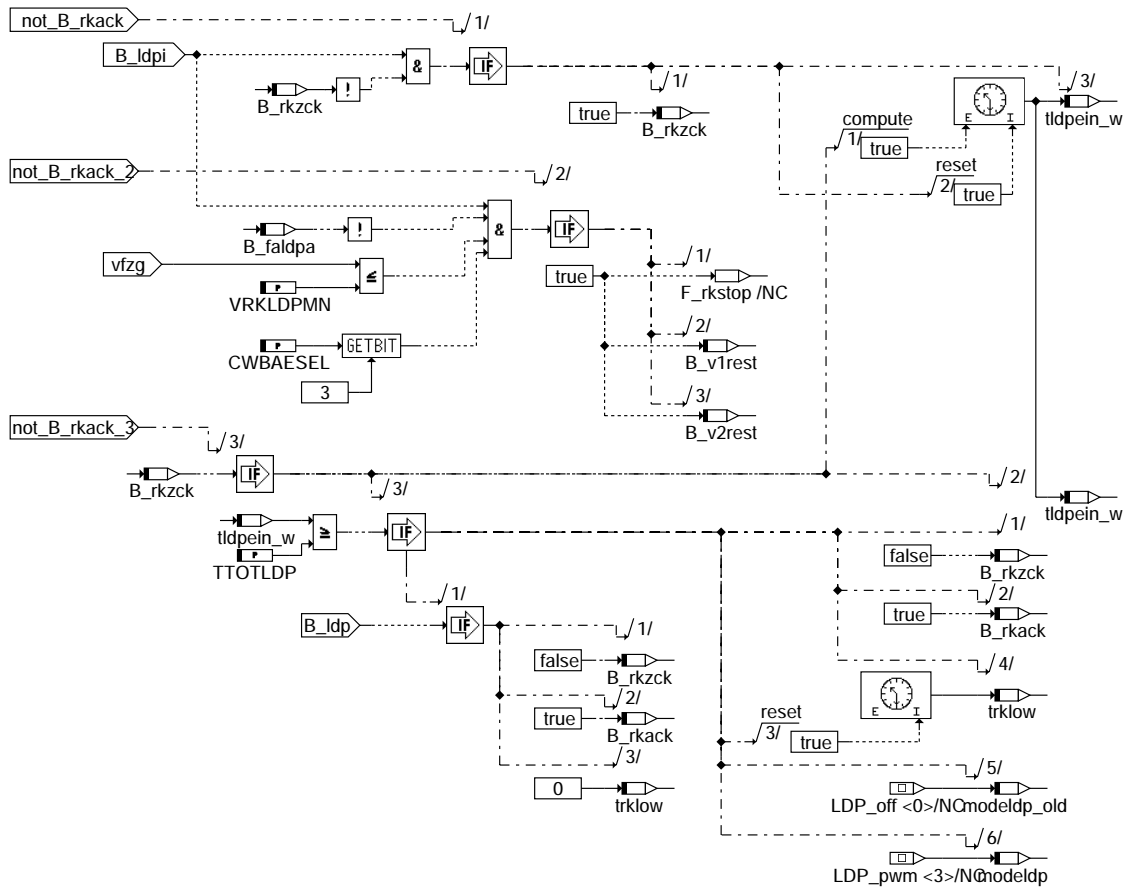 not_B_rkack
1/
B_ldpi
&
IF
!
B_rkzck
1/
true
B_rkzck
3/
E I
tldpein_w
compute
1/
true
reset
2/
true
not_B_rkack_2
2/
B_faldpa
!
&
IF
vfzg
≤
P
VRKLDPMN
P
CWBAESEL
GETBIT
3
true
1/
F_rkstop /NC
2/
B_v1rest
3/
B_v2rest
not_B_rkack_3
3/
B_rkzck
IF
3/
2/
tldpein_w
tldpein_w
P
TTOTLDP
≥
IF
1/
false
B_rkzck
2/
true
B_rkack
4/
1/
B_ldp
IF
1/
false
B_rkzck
2/
true
B_rkack
3/
0
trklow
reset
3/
true
E I
trklow
5/
LDP_off <0>/NC
modeldp_old
6/
LDP_pwm <3>/NC
modeldp